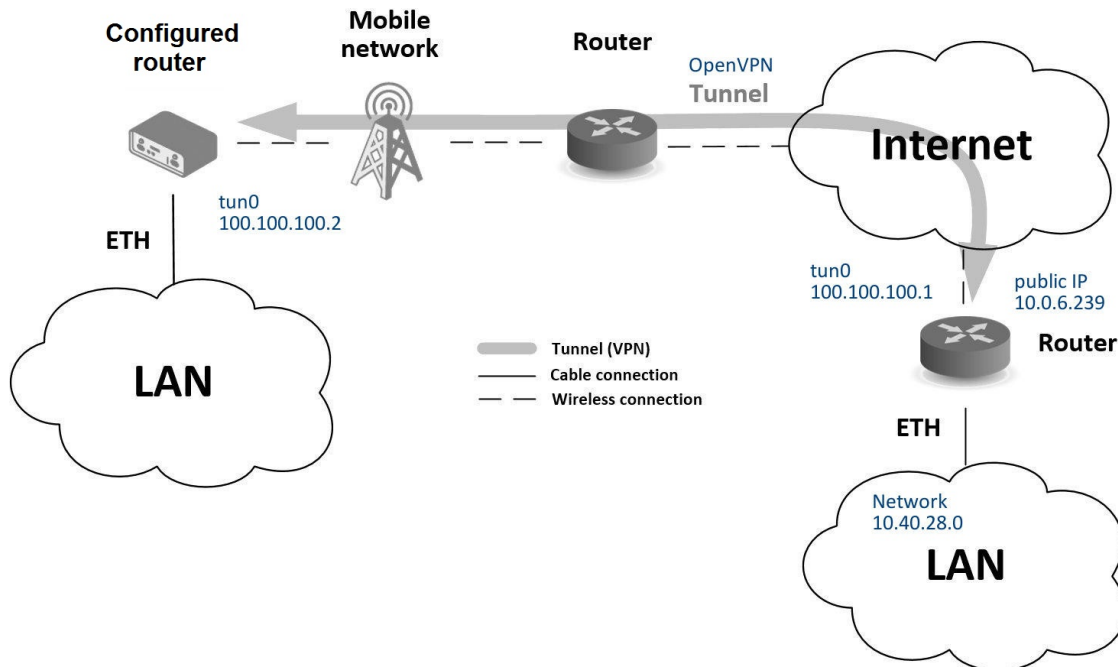 Configured
router
Mobile
network
Router
OpenVPN
Tunnel
Internet
tun0
100.100.100.2
ETH
LAN
tun0
100.100.100.1
public IP
10.0.6.239
Router
Tunnel (VPN)
Cable connection
Wireless connection
ETH
Network
10.40.28.0
LAN